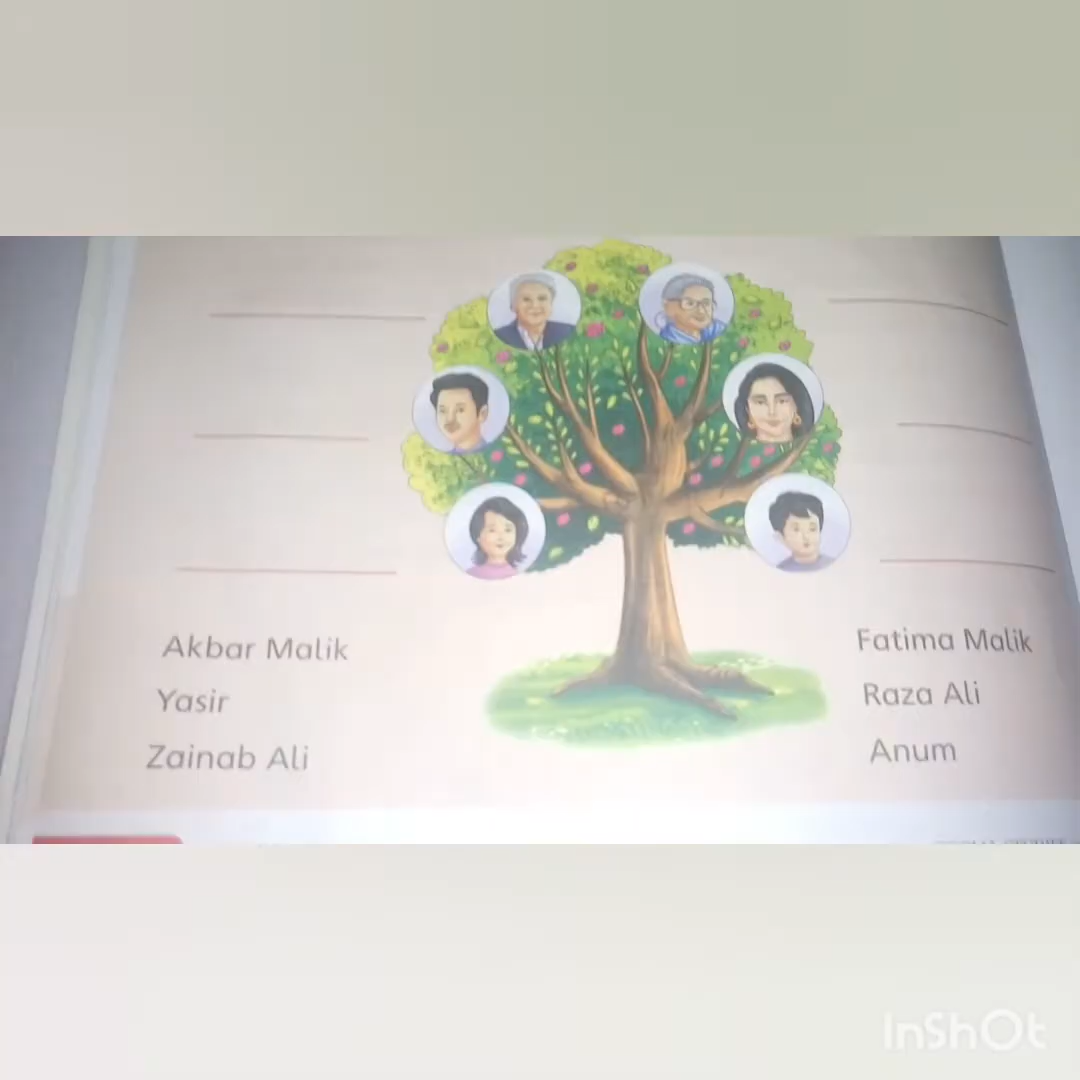 Akbar Malik
Yasir
Zainab Ali
Fatima Malik
Raza Ali
Anum
InShOt